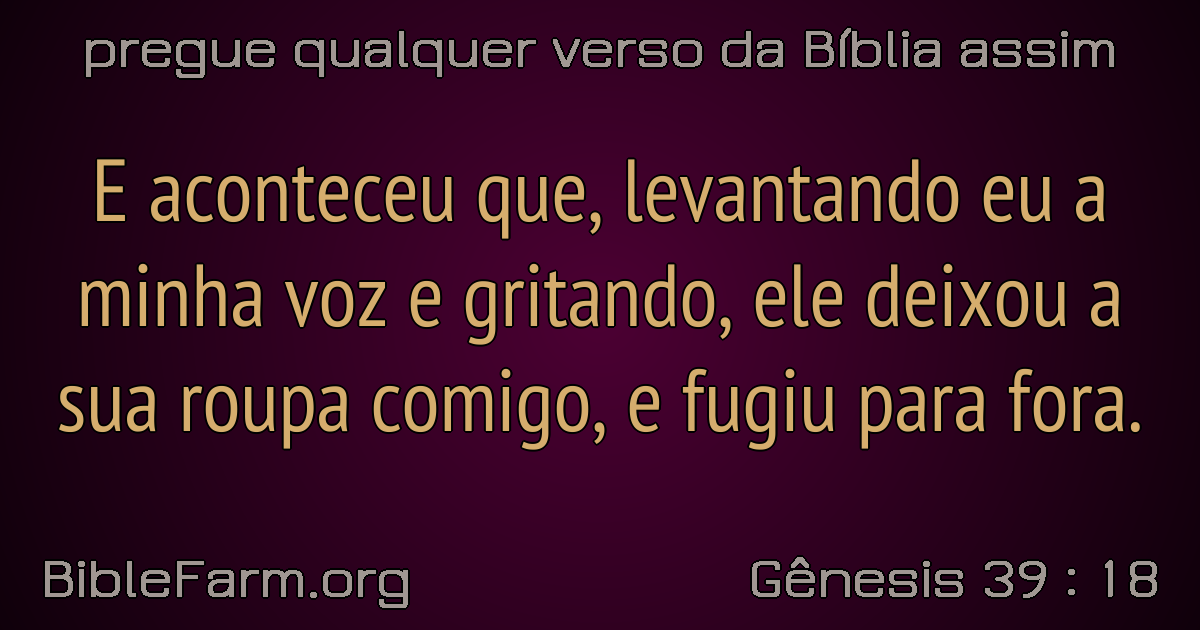 pregue qualquer verso da Bíblia assim
E aconteceu que, levantando eu a
minha voz e gritando, ele deixou a
sua roupa comigo, e fugiu para fora.
BibleFarm.org
Gênesis 39 : 18